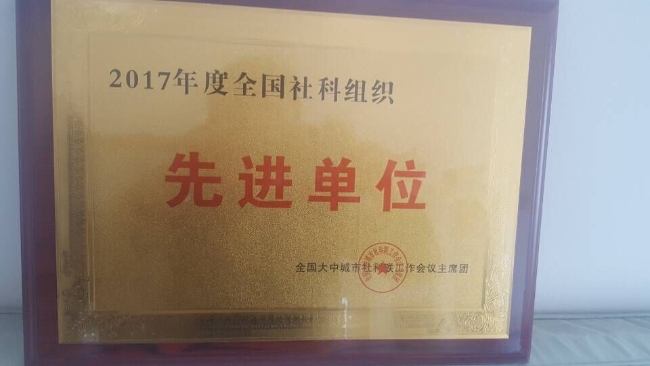 2017年度全国社科组织
先进单位
全国大中城市社科联工作会议主席团